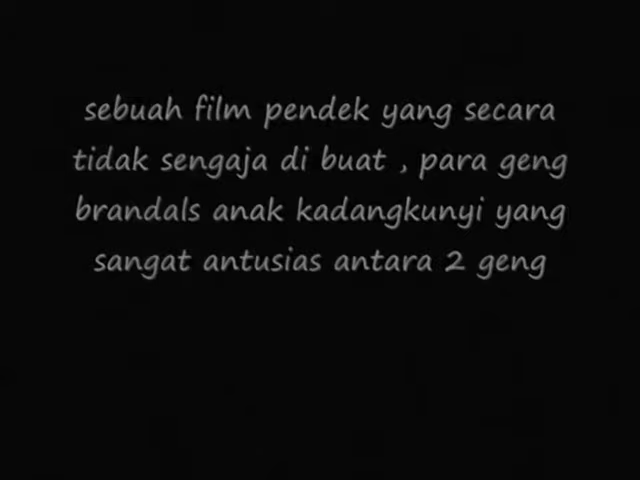 sebuah film pendek yang secara
tidak sengaja di buat , para geng
brandals anak kadangkunyi yang
sangat antusias antara 2 geng